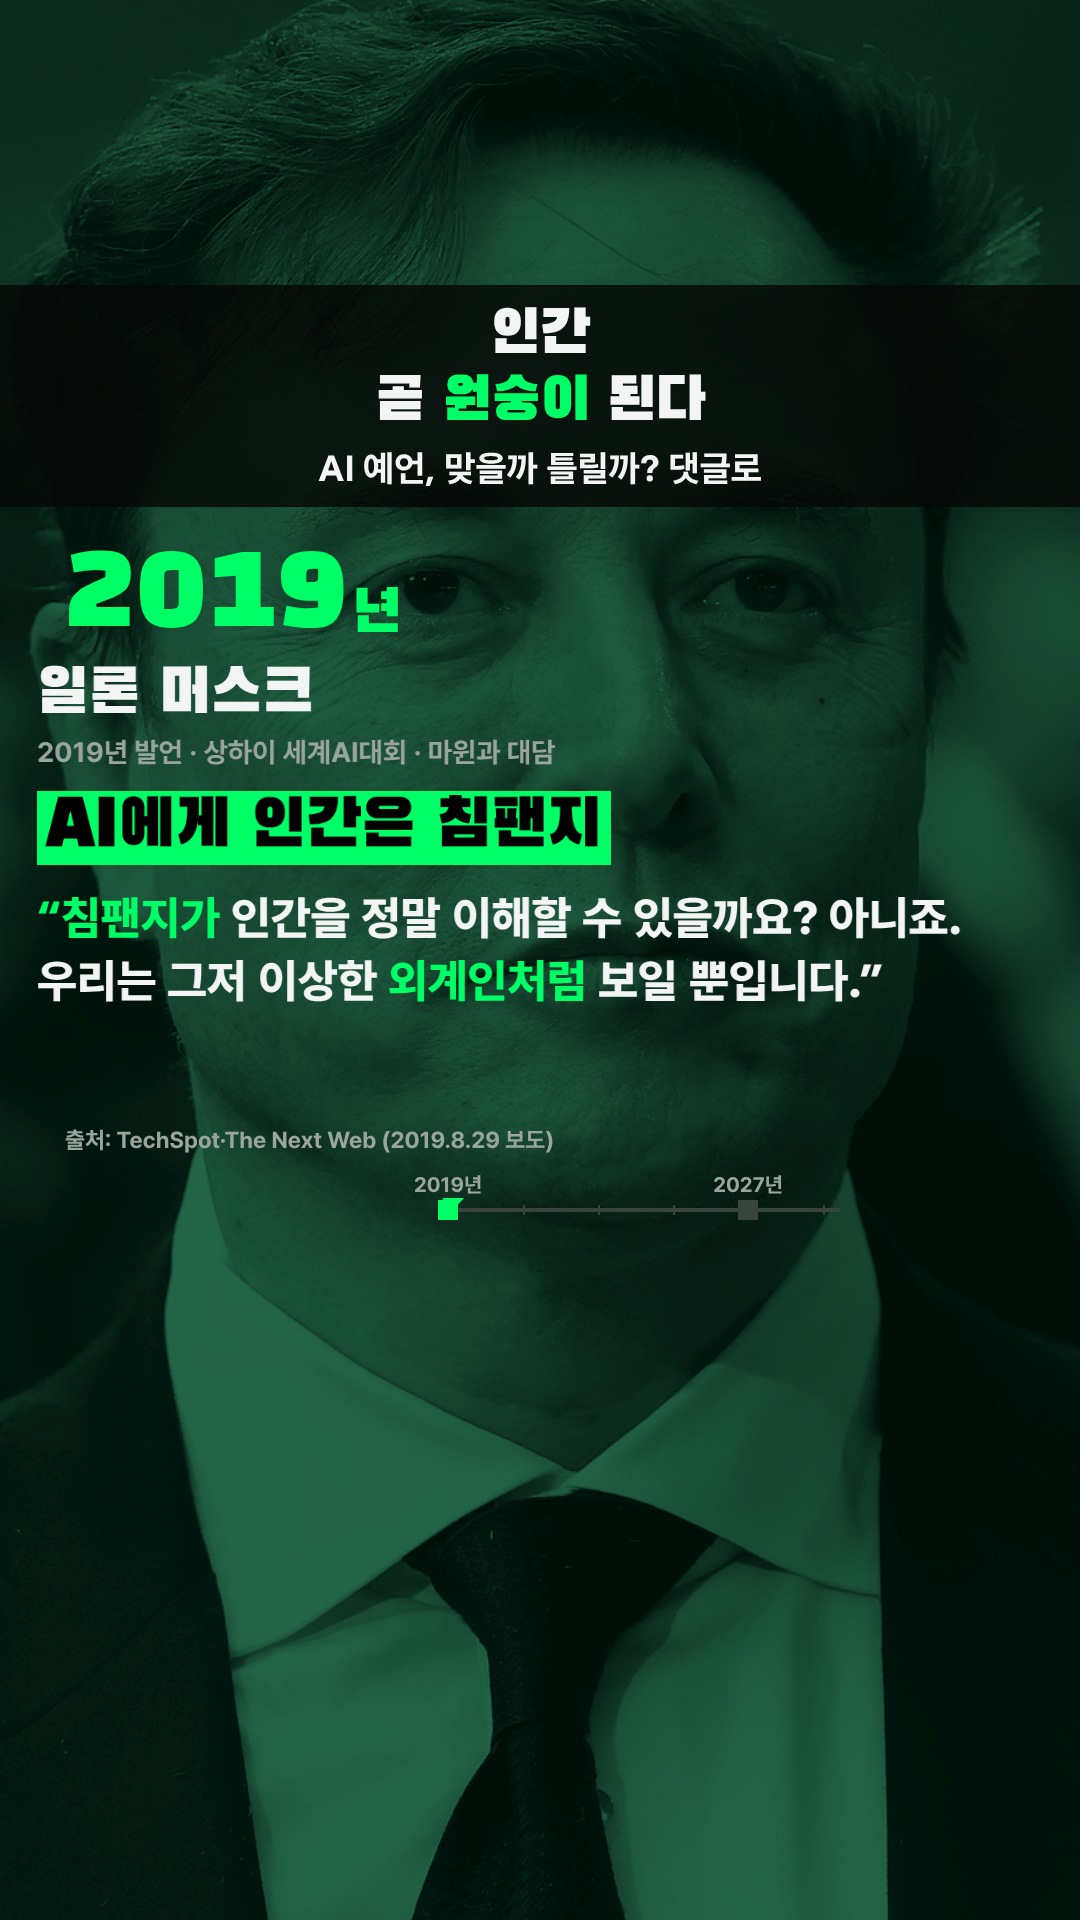 인간
곧 원숭이 된다
AI 예언, 맞을까 틀릴까? 댓글로
2019년
일론 머스크
2019년 발언 · 상하이 세계AI대회 · 마윈과 대담
AI에게 인간은 침팬지
“침팬지가 인간을 정말 이해할 수 있을까요? 아니죠.
우리는 그저 이상한 외계인처럼 보일 뿐입니다.”
출처: TechSpot·The Next Web (2019.8.29 보도)
2019년 2027년